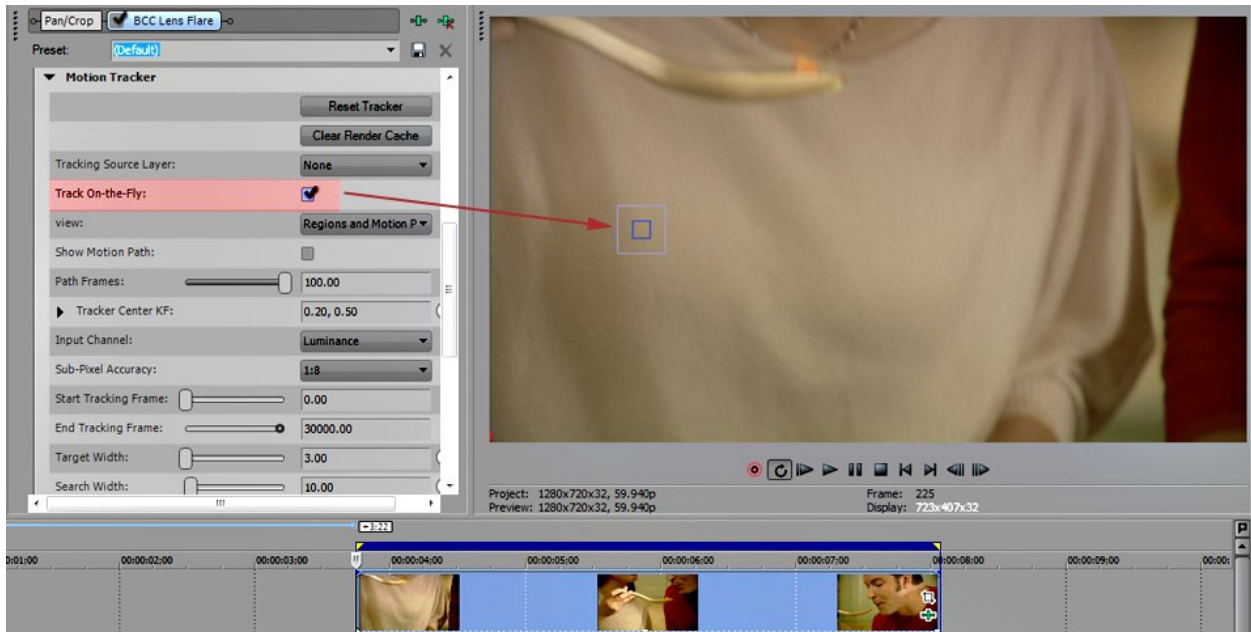 Pan/Crop BCC Lens Flare
Preset: (Default)
Motion Tracker
Reset Tracker
Clear Render Cache
Tracking Source Layer: None
Track On-the-Fly:
view: Regions and Motion P
Show Motion Path:
Path Frames: 100.00
Tracker Center KF: 0.20, 0.50
Input Channel: Luminance
Sub-Pixel Accuracy: 1:8
Start Tracking Frame: 0.00
End Tracking Frame: 30000.00
Target Width: 3.00
Search Width: 10.00
Project: 1280x720x32, 59.940p
Frame: 225
Preview: 1280x720x32, 59.940p
Display: 723x407x32
+3:22
P
0:01:00 00:00:02:00 00:00:03:00 00:00:04:00 00:00:05:00 00:00:06:00 00:00:07:00 00:00:08:00 00:00:09:00 00:00: